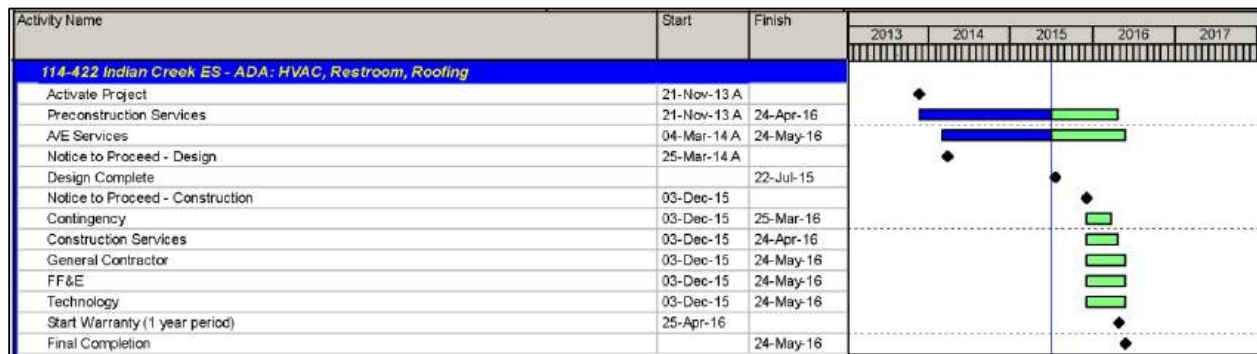 Activity Name Start Finish
2013 2014 2015 2016 2017
114-422 Indian Creek ES - ADA: HVAC, Restroom, Roofing
Activate Project 21-Nov-13 A
Preconstruction Services 21-Nov-13 A 24-Apr-16
A/E Services 04-Mar-14 A 24-May-16
Notice to Proceed - Design 25-Mar-14 A
Design Complete 22-Jul-15
Notice to Proceed - Construction 03-Dec-15
Contingency 03-Dec-15 25-Mar-16
Construction Services 03-Dec-15 24-Apr-16
General Contractor 03-Dec-15 24-May-16
FF&E 03-Dec-15 24-May-16
Technology 03-Dec-15 24-May-16
Start Warranty (1 year period) 25-Apr-16
Final Completion 24-May-16